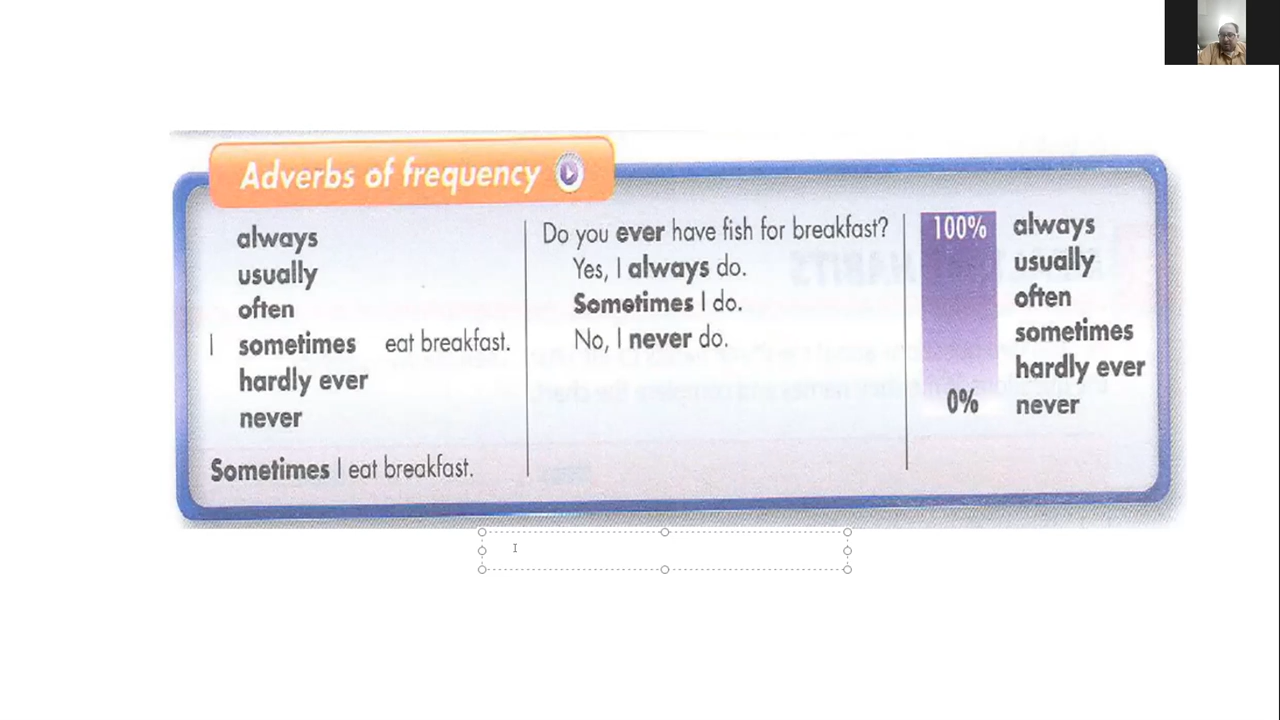 Adverbs of frequency
always
usually
often
I sometimes eat breakfast.
hardly ever
never
Sometimes I eat breakfast.
Do you ever have fish for breakfast?
Yes, I always do.
Sometimes I do.
No, I never do.
100% always
usually
often
sometimes
hardly ever
0% never